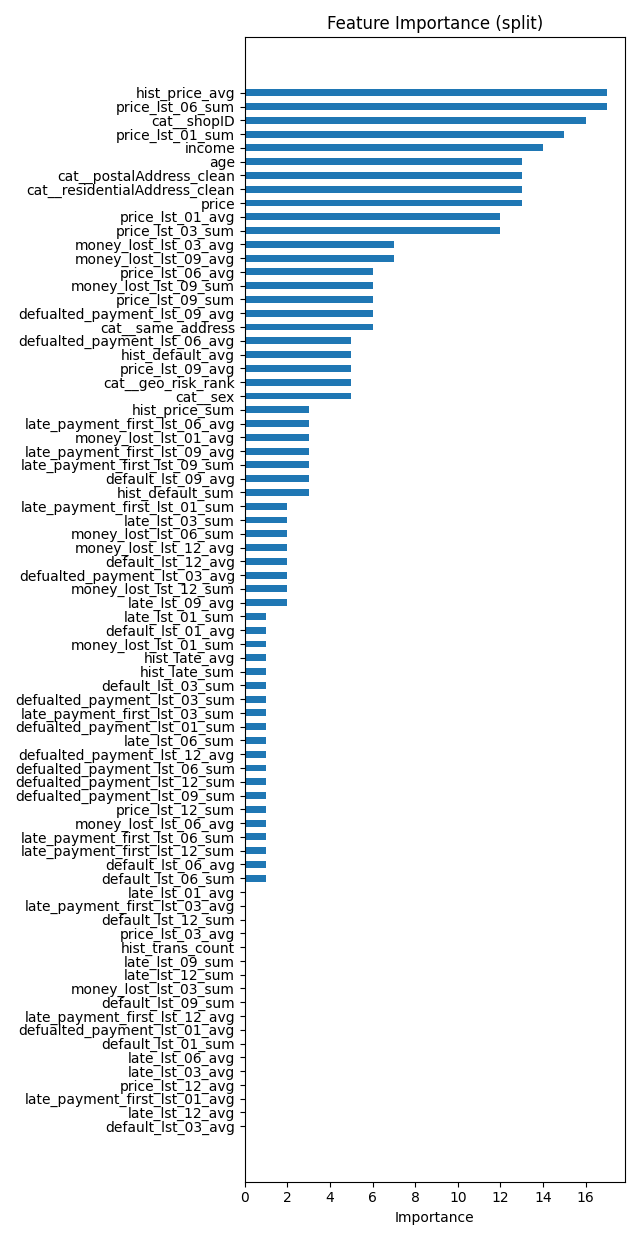 Feature Importance (split)
hist_price_avg
price_lst_06_sum
cat__shopID
price_lst_01_sum
income
age
cat__postalAddress_clean
cat__residentialAddress_clean
price
price_lst_01_avg
price_lst_03_sum
money_lost_lst_03_avg
money_lost_lst_09_avg
price_lst_06_avg
money_lost_lst_09_sum
price_lst_09_sum
defualted_payment_lst_09_avg
cat__same_address
defualted_payment_lst_06_avg
hist_default_avg
price_lst_09_avg
cat__geo_risk_rank
cat__sex
hist_price_sum
late_payment_first_lst_06_avg
money_lost_lst_01_avg
late_payment_first_lst_09_avg
late_payment_first_lst_09_sum
default_lst_09_avg
hist_default_sum
late_payment_first_lst_01_sum
late_lst_03_sum
money_lost_lst_06_sum
money_lost_lst_12_avg
default_lst_12_avg
defualted_payment_lst_03_avg
money_lost_lst_12_sum
late_lst_09_avg
late_lst_01_sum
default_lst_01_avg
money_lost_lst_01_sum
hist_late_avg
hist_late_sum
default_lst_03_sum
defualted_payment_lst_03_sum
late_payment_first_lst_03_sum
defualted_payment_lst_01_sum
late_lst_06_sum
defualted_payment_lst_12_avg
defualted_payment_lst_06_sum
defualted_payment_lst_12_sum
defualted_payment_lst_09_sum
price_lst_12_sum
money_lost_lst_06_avg
late_payment_first_lst_06_sum
late_payment_first_lst_12_sum
default_lst_06_avg
default_lst_06_sum
late_lst_01_avg
late_payment_first_lst_03_avg
default_lst_12_sum
price_lst_03_avg
hist_trans_count
late_lst_09_sum
late_lst_12_sum
money_lost_lst_03_sum
default_lst_09_sum
late_payment_first_lst_12_avg
defualted_payment_lst_01_avg
default_lst_01_sum
late_lst_06_avg
late_lst_03_avg
price_lst_12_avg
late_payment_first_lst_01_avg
late_lst_12_avg
default_lst_03_avg
0 2 4 6 8 10 12 14 16
Importance